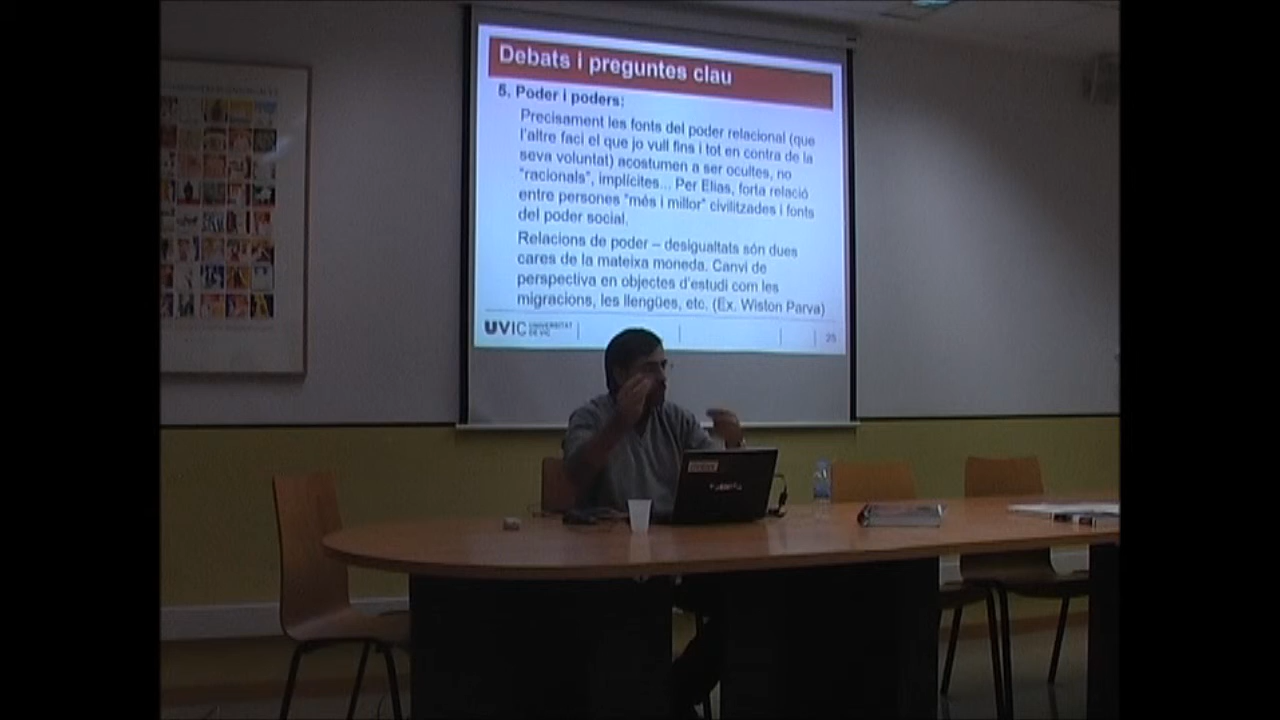 Debats i preguntes clau
5. Poder i poders:
Precisament les fonts del poder relacional (que
l'altre faci el que jo vull fins i tot en contra de la
seva voluntat) acostumen a ser ocultes, no
"racionals", implícites... Per Elias, forta relació
entre persones "més i millor" civilitzades i fonts
del poder social.
Relacions de poder – desigualtats són dues
cares de la mateixa moneda. Canvi de
perspectiva en objectes d'estudi com les
migracions, les llengües, etc. (Ex. Wiston Parva)
UVIC UNIVERSITAT
DE VIC
25